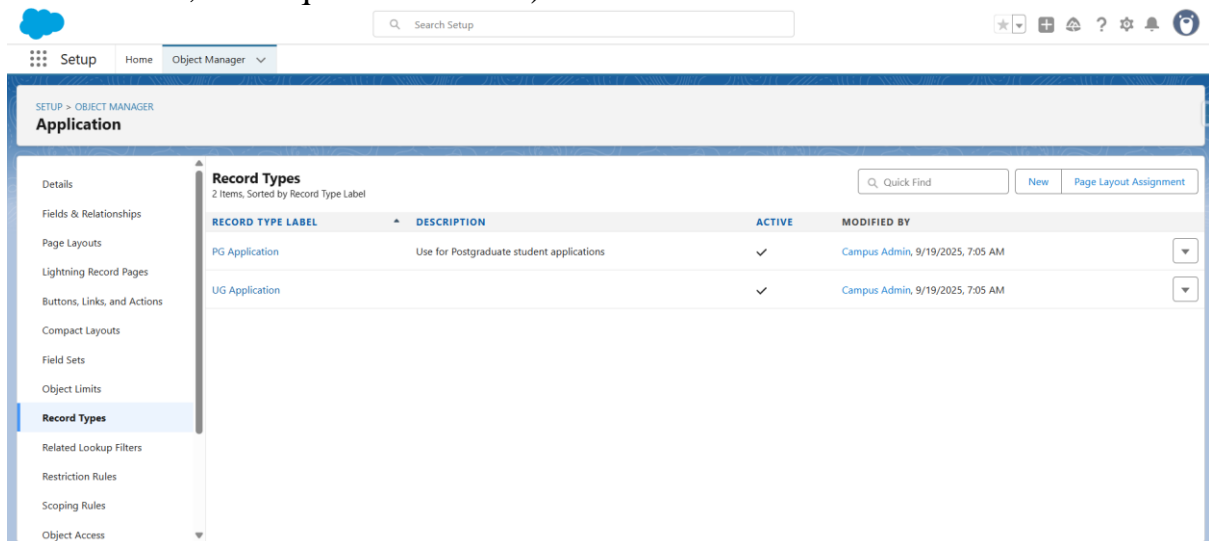 Search Setup
Setup Home Object Manager
SETUP > OBJECT MANAGER
Application
Details
Fields & Relationships
Page Layouts
Lightning Record Pages
Buttons, Links, and Actions
Compact Layouts
Field Sets
Object Limits
Record Types
Related Lookup Filters
Restriction Rules
Scoping Rules
Object Access
Record Types
2 Items, Sorted by Record Type Label
Quick Find New Page Layout Assignment
RECORD TYPE LABEL DESCRIPTION ACTIVE MODIFIED BY
PG Application Use for Postgraduate student applications Campus Admin, 9/19/2025, 7:05 AM
UG Application Campus Admin, 9/19/2025, 7:05 AM